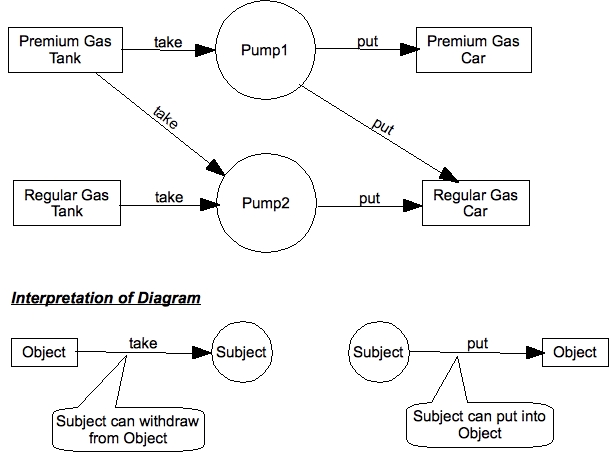 Premium Gas
Tank
take
Pump1
put
Premium Gas
Car
take
put
Regular Gas
Tank
take
Pump2
put
Regular Gas
Car
Interpretation of Diagram
Object
take
Subject
Subject
put
Object
Subject can withdraw
from Object
Subject can put into
Object